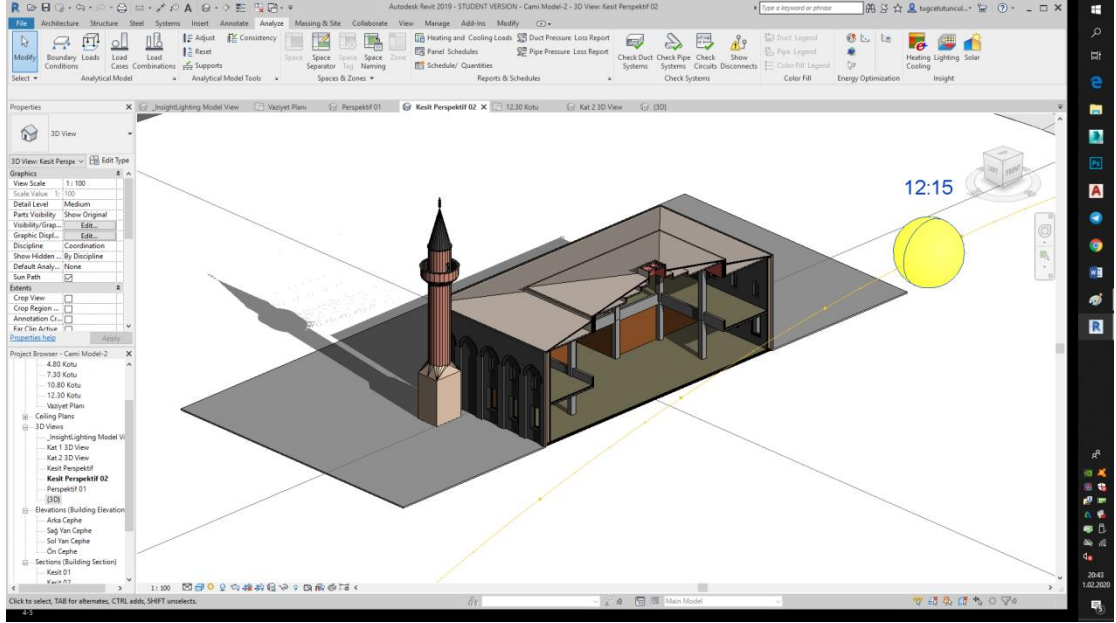 Autodesk Revit 2019 - STUDENT VERSION - Cami Model-2 - 3D View: Kesit Perspektif 02
Type a keyword or phrase
tugcetutuncul...
File Architecture Structure Steel Systems Insert Annotate Analyze Massing & Site Collaborate View Manage Add-Ins Modify
Modify
Boundary Conditions
Loads
Load Cases
Load Combinations
Adjust
Reset
Supports
Consistency
Space
Space Separator
Space Tag
Space Naming
Zone
Heating and Cooling Loads
Panel Schedules
Schedule/ Quantities
Duct Pressure Loss Report
Pipe Pressure Loss Report
Check Duct Systems
Check Pipe Systems
Check Circuits
Show Disconnects
Duct Legend
Pipe Legend
Color Fill Legend
Heating Cooling
Lighting
Solar
Select
Analytical Model
Analytical Model Tools
Spaces & Zones
Reports & Schedules
Check Systems
Color Fill
Energy Optimization
Insight
Properties
_InsightLighting Model View
Vaziyet Planı
Perspektif 01
Kesit Perspektif 02
12.30 Kotu
Kat 2 3D View
{3D}
3D View
3D View: Kesit Perspe
Edit Type
Graphics
View Scale 1 : 100
Scale Value 1: 100
Detail Level Medium
Parts Visibility Show Original
Visibility/Grap... Edit...
Graphic Displ... Edit...
Discipline Coordination
Show Hidden ... By Discipline
Default Analy... None
Sun Path
Extents
Crop View
Crop Region ...
Annotation Cr...
Far Clip Active
Properties help
Apply
Project Browser - Cami Model-2
4.80 Kotu
7.30 Kotu
10.80 Kotu
12.30 Kotu
Vaziyet Planı
Ceiling Plans
3D Views
_InsightLighting Model Vi
Kat 1 3D View
Kat 2 3D View
Kesit Perspektif
Kesit Perspektif 02
Perspektif 01
{3D}
Elevations (Building Elevation
Arka Cephe
Sağ Yan Cephe
Sol Yan Cephe
Ön Cephe
Sections (Building Section)
Kesit 01
Kesit 02
12:15
LEFT
FRONT
1 : 100
Click to select, TAB for alternates, CTRL adds, SHIFT unselects.
:0
Main Model
:0
4-5
20:43
1.02.2020